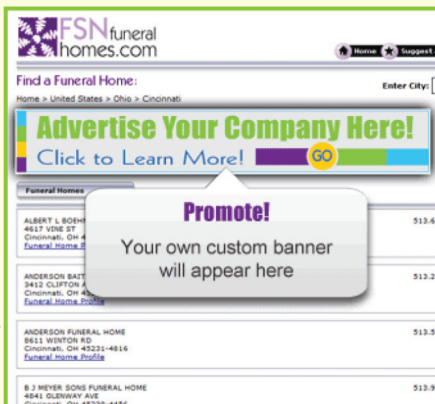 FSN funeral
homes.com
Home Suggest
Find a Funeral Home:
Enter City:
Home > United States > Ohio > Cincinnati
Advertise Your Company Here!
Click to Learn More! GO
Funeral Homes
Promote!
Your own custom banner
will appear here
ALBERT L BOEH
513.6
4617 VINE ST
Cincinnati, OH 4
Funeral Home P
ANDERSON BAIT
513.2
3412 CLIFTON A
Cincinnati, OH 45
Funeral Home Profile
ANDERSON FUNERAL HOME
513.5
8611 WINTON RD
Cincinnati, OH 45231-4816
Funeral Home Profile
B J MEYER SONS FUNERAL HOME
513.9
4841 GLENWAY AVE